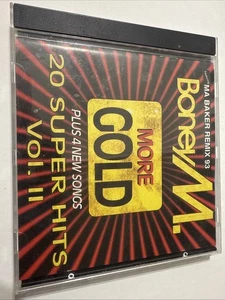 MA BAKER REMIX 93
Boney M.
MORE
GOLD
PLUS 4 NEW SONGS
20 SUPER HITS
VOL. II